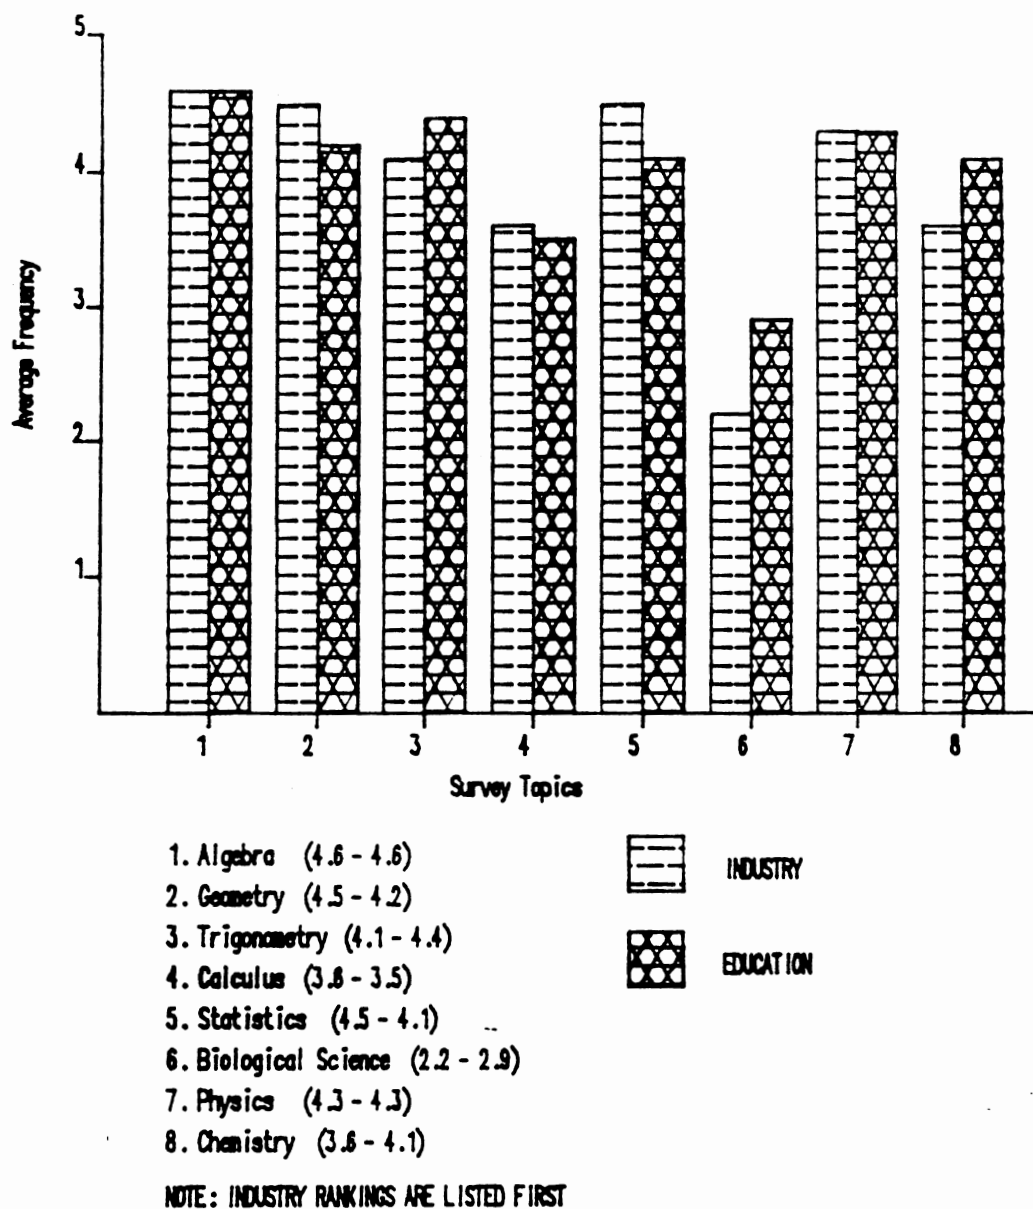 5
4
3
2
1
Average Frequency
1 2 3 4 5 6 7 8
Survey Topics
1. Algebra (4.6 - 4.6)
2. Geometry (4.5 - 4.2)
3. Trigonometry (4.1 - 4.4)
4. Calculus (3.6 - 3.5)
5. Statistics (4.5 - 4.1)
6. Biological Science (2.2 - 2.9)
7. Physics (4.3 - 4.3)
8. Chemistry (3.6 - 4.1)
NOTE: INDUSTRY RANKINGS ARE LISTED FIRST
INDUSTRY
EDUCATION